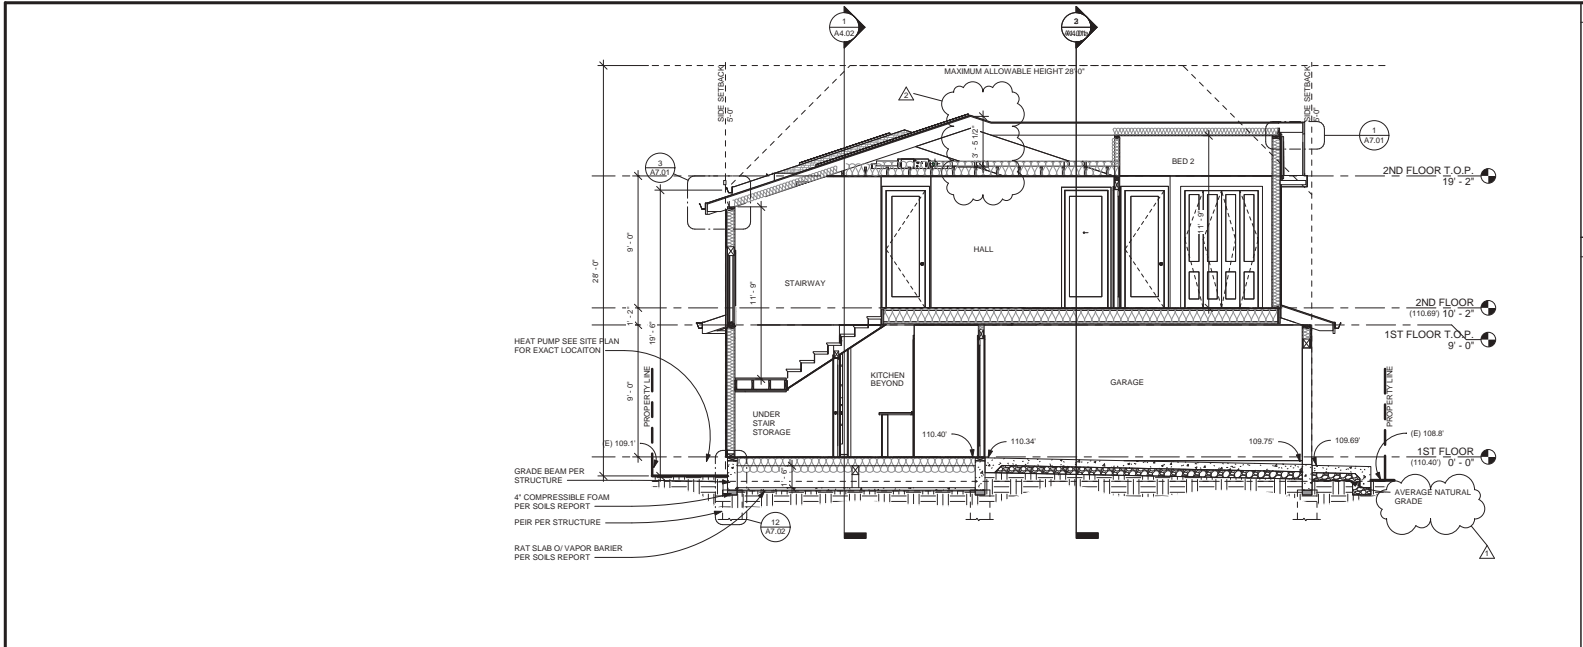 1
A4.02
3
MAXIMUM ALLOWABLE HEIGHT 28'-0"
SIDE SETBACK
5'-0"
SIDE SETBACK
5'-0"
2
3' - 5 1/2"
1
A7.01
3
A7.01
BED 2
2ND FLOOR T.O.P.
19' - 2"
9' - 0"
28' - 0"
11' - 9"
HALL
STAIRWAY
11' - 9"
1' - 2"
19' - 6"
2ND FLOOR
(110.69') 10' - 2"
1ST FLOOR T.O.P.
9' - 0"
HEAT PUMP SEE SITE PLAN
FOR EXACT LOCAITON
KITCHEN
BEYOND
GARAGE
9' - 0"
PROPERTY LINE
PROPERTY LINE
UNDER
STAIR
STORAGE
(E) 109.1'
110.40'
110.34'
109.75'
109.69'
(E) 108.8'
1ST FLOOR
(110.40') 0' - 0"
GRADE BEAM PER
STRUCTURE
4" COMPRESSIBLE FOAM
PER SOILS REPORT
PEIR PER STRUCTURE
RAT SLAB O/ VAPOR BARIER
PER SOILS REPORT
12
A7.02
AVERAGE NATURAL
GRADE
1